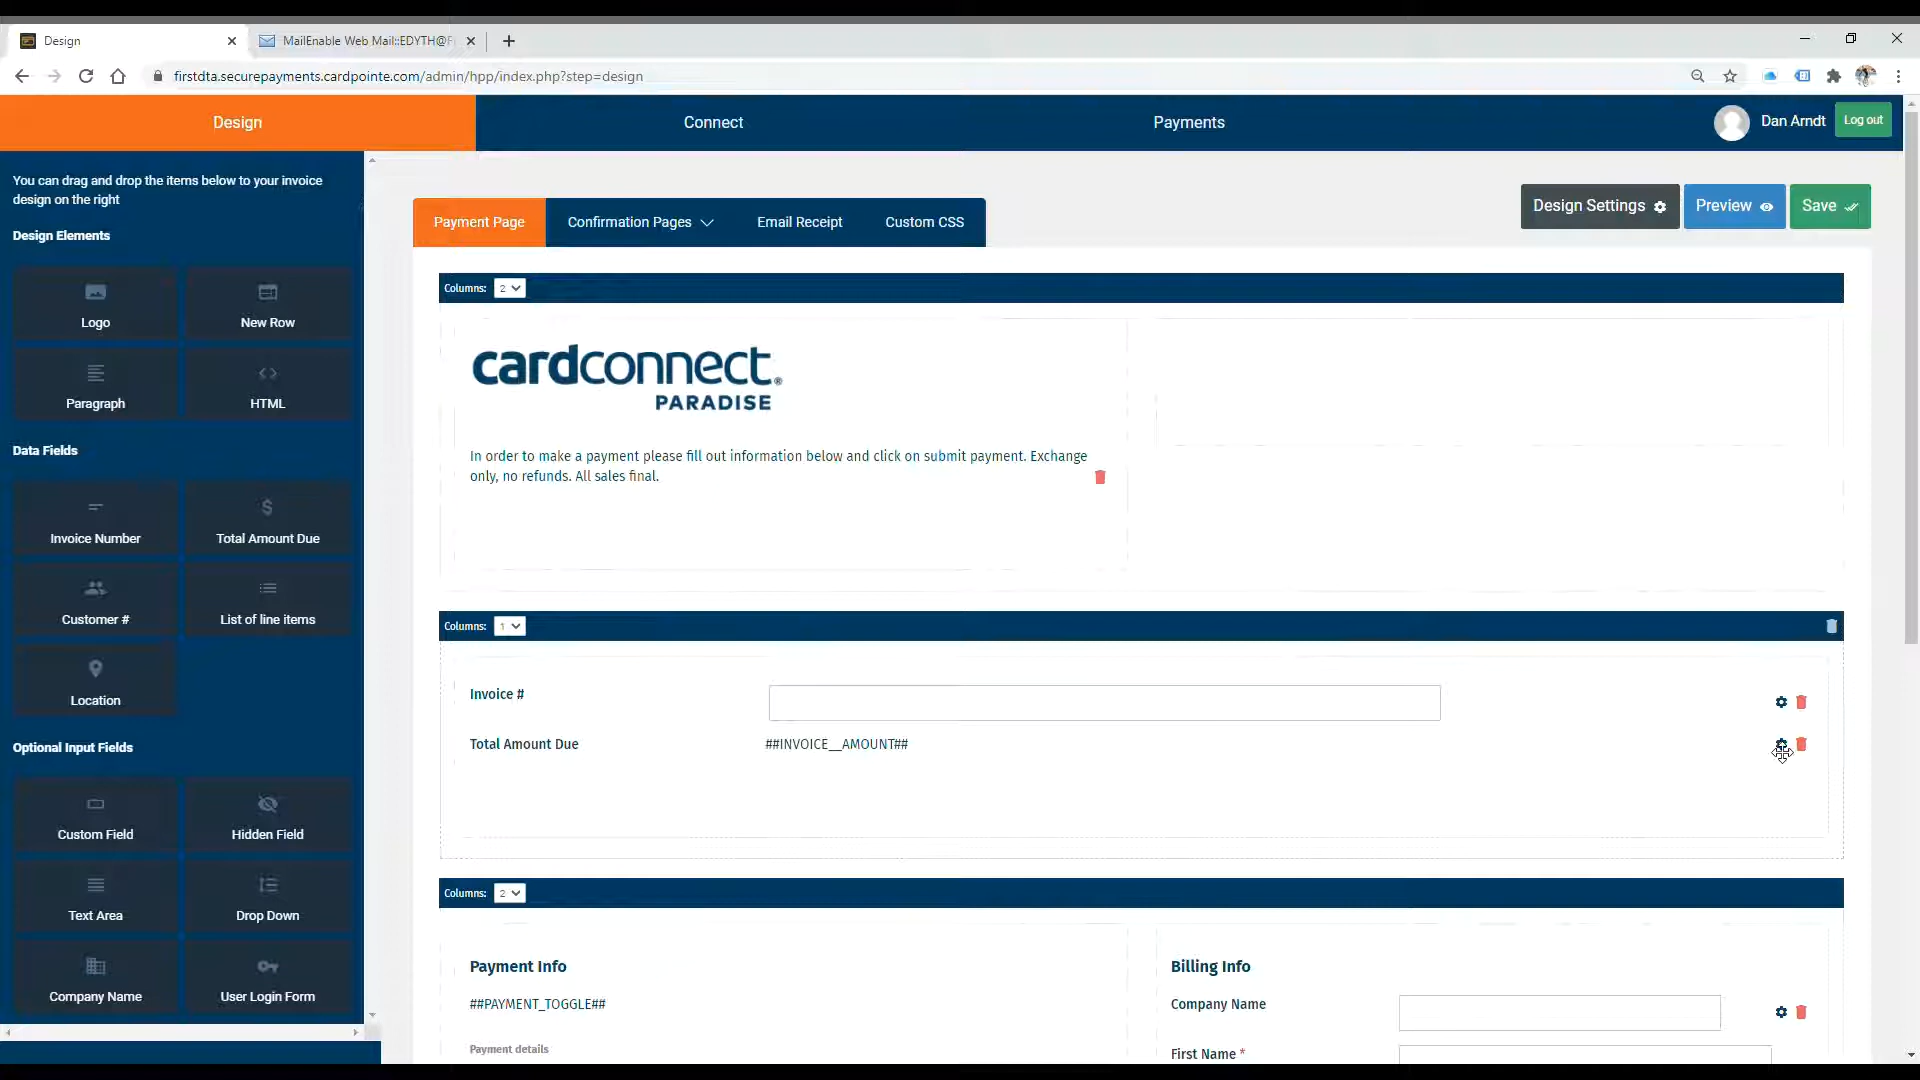 Design
MailEnable Web Mail::EDYTH@F
firstdta.securepayments.cardpointe.com/admin/hpp/index.php?step=design
Design
Connect
Payments
Dan Arndt
Log out
You can drag and drop the items below to your invoice
design on the right
Design Elements
Logo
New Row
Paragraph
HTML
Data Fields
Invoice Number
Total Amount Due
Customer #
List of line items
Location
Optional Input Fields
Custom Field
Hidden Field
Text Area
Drop Down
Company Name
User Login Form
Payment Page
Confirmation Pages
Email Receipt
Custom CSS
Design Settings
Preview
Save
Columns: 2
cardconnect®
PARADISE
In order to make a payment please fill out information below and click on submit payment. Exchange
only, no refunds. All sales final.
Columns: 1
Invoice #
Total Amount Due
##INVOICE__AMOUNT##
Columns: 2
Payment Info
##PAYMENT_TOGGLE##
Payment details
Billing Info
Company Name
First Name *